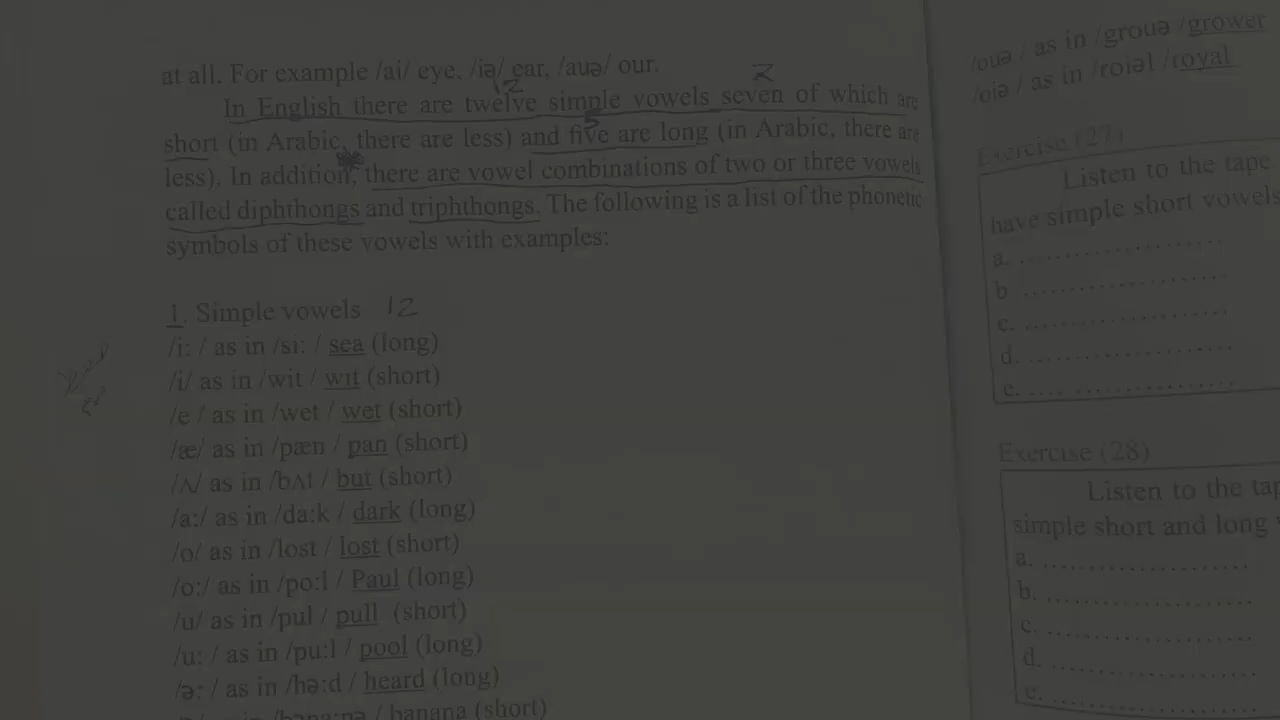 at all. For example /ai/ eye, /iə/ ear, /auə/ our.
12
7
In English there are twelve simple vowels seven of which are
5
short (in Arabic, there are less) and five are long (in Arabic, there are
less). In addition, there are vowel combinations of two or three vowels
called diphthongs and triphthongs. The following is a list of the phonetic
symbols of these vowels with examples:
1. Simple vowels 12
/i: / as in /sı: / sea (long)
/i/ as in /wit / wıt (short)
/e / as in /wet / wet (short)
/æ/ as in /pæn / pan (short)
/ʌ/ as in /bʌt / but (short)
/a:/ as in /da:k / dark (long)
/o/ as in /lost / lost (short)
/o:/ as in /po:l / Paul (long)
/u/ as in /pul / pull (short)
/u: / as in /pu:l / pool (long)
/ə: / as in /hə:d / heard (long)
as in / banana (short)
/ouə / as in /grouə /grower
/oiə / as in /roiəl /royal
Exercise (27)
Listen to the tape
have simple short vowels
a. ........................
b ........................
c. ........................
d. ........................
e. ........................
Exercise (28)
Listen to the tap
simple short and long
a. ........................
b. ........................
c. ........................
d. ........................
e. ........................